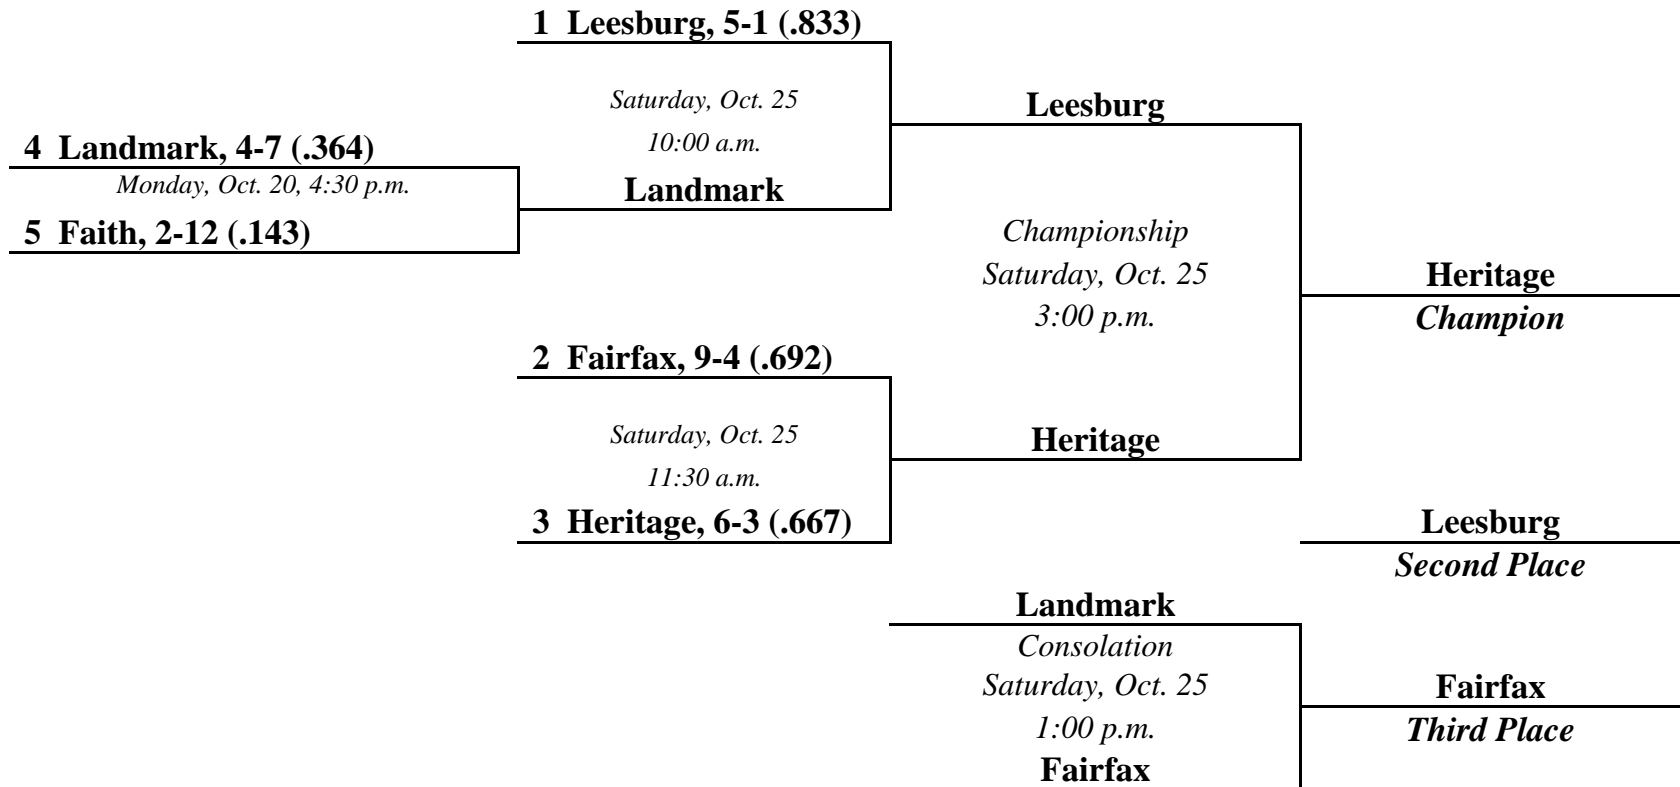 1 Leesburg, 5-1 (.833)
Saturday, Oct. 25
10:00 a.m.
Leesburg
4 Landmark, 4-7 (.364)
Monday, Oct. 20, 4:30 p.m.
Landmark
5 Faith, 2-12 (.143)
Championship
Saturday, Oct. 25
3:00 p.m.
Heritage
Champion
2 Fairfax, 9-4 (.692)
Saturday, Oct. 25
11:30 a.m.
Heritage
3 Heritage, 6-3 (.667)
Leesburg
Second Place
Landmark
Consolation
Saturday, Oct. 25
1:00 p.m.
Fairfax
Fairfax
Third Place